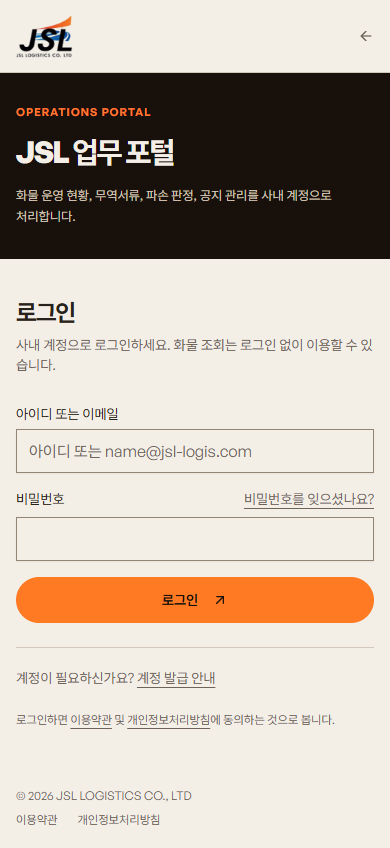 JSL
JSL LOGISTICS CO., LTD
←
OPERATIONS PORTAL
JSL 업무 포털
화물 운영 현황, 무역서류, 파손 판정, 공지 관리를 사내 계정으로
처리합니다.
로그인
사내 계정으로 로그인하세요. 화물 조회는 로그인 없이 이용할 수 있
습니다.
아이디 또는 이메일
아이디 또는 name@jsl-logis.com
비밀번호 비밀번호를 잊으셨나요?
로그인 ↗
계정이 필요하신가요? 계정 발급 안내
로그인하면 이용약관 및 개인정보처리방침에 동의하는 것으로 봅니다.
© 2026 JSL LOGISTICS CO., LTD
이용약관 개인정보처리방침